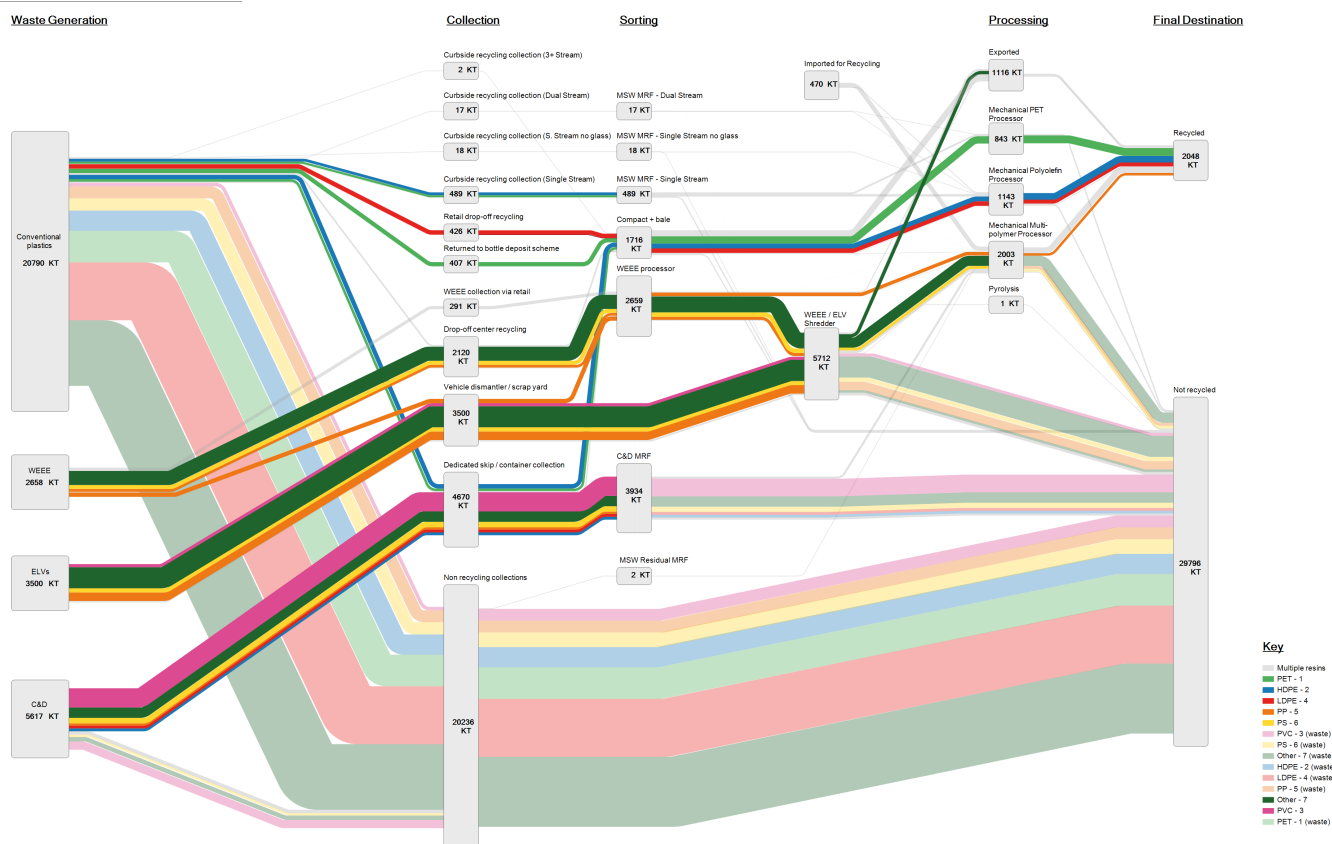 Waste Generation
Collection
Sorting
Processing
Final Destination
Conventional
plastics
20790 KT
WEEE
2658 KT
ELVs
3500 KT
C&D
5617 KT
Curbside recycling collection (3+ Stream)
2 KT
Curbside recycling collection (Dual Stream)
17 KT
Curbside recycling collection (S. Stream no glass)
18 KT
Curbside recycling collection (Single Stream)
489 KT
Retail drop-off recycling
426 KT
Returned to bottle deposit scheme
407 KT
WEEE collection via retail
291 KT
Drop-off center recycling
2120
KT
Vehicle dismantler / scrap yard
3500
KT
Dedicated skip / container collection
4670
KT
Non recycling collections
20236
KT
MSW MRF - Dual Stream
17 KT
MSW MRF - Single Stream no glass
18 KT
MSW MRF - Single Stream
489 KT
Compact + bale
1716
KT
WEEE processor
2659
KT
C&D MRF
3934
KT
MSW Residual MRF
2 KT
Imported for Recycling
470 KT
WEEE / ELV
Shredder
5712
KT
Exported
1116 KT
Mechanical PET
Processor
843 KT
Mechanical Polyolefin
Processor
1143
KT
Mechanical Multi-
polymer Processor
2003
KT
Pyrolysis
1 KT
Recycled
2048
KT
Not recycled
29796
KT
Key
Multiple resins
PET - 1
HDPE - 2
LDPE - 4
PP - 5
PS - 6
PVC - 3 (waste)
PS - 6 (waste)
Other - 7 (waste
HDPE - 2 (waste
LDPE - 4 (waste
PP - 5 (waste)
Other - 7
PVC - 3
PET - 1 (waste)